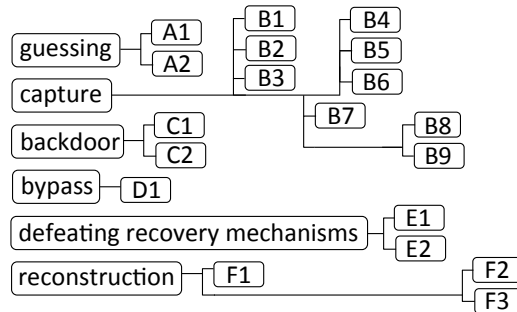 guessing
A1
A2
capture
B1
B2
B3
B4
B5
B6
B7
B8
B9
backdoor
C1
C2
bypass
D1
defeating recovery mechanisms
E1
E2
reconstruction
F1
F2
F3